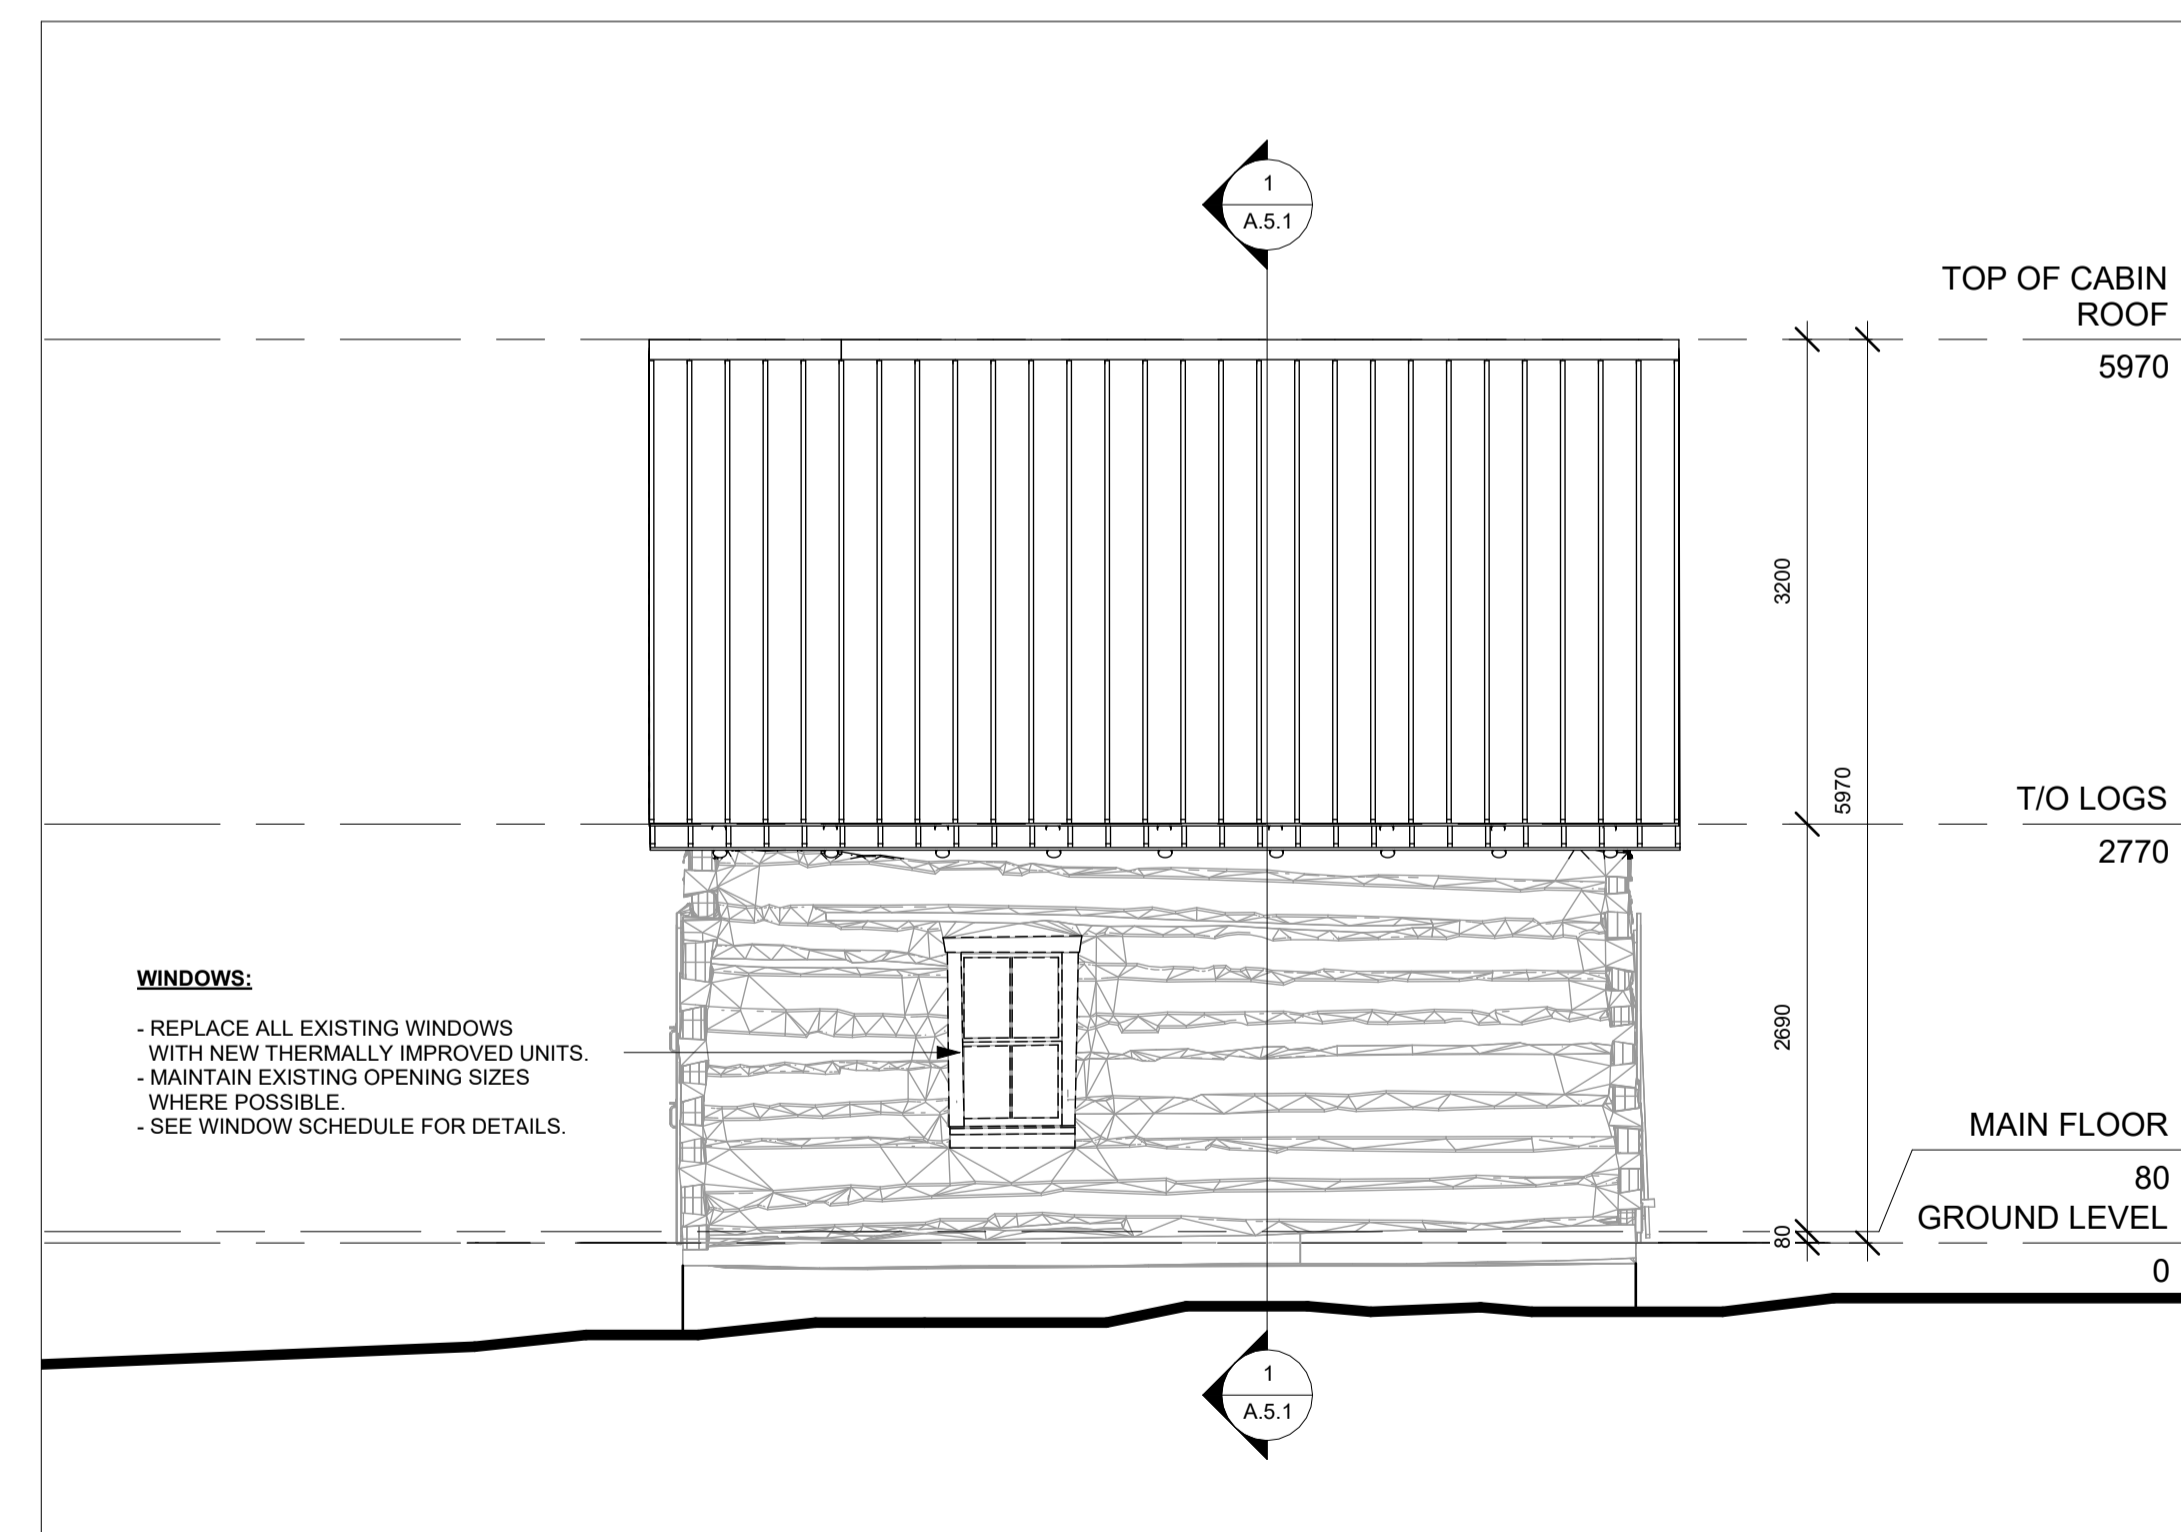 1
A.5.1
TOP OF CABIN
ROOF
5970
3200
5970
T/O LOGS
2770
WINDOWS:
- REPLACE ALL EXISTING WINDOWS
WITH NEW THERMALLY IMPROVED UNITS.
- MAINTAIN EXISTING OPENING SIZES
WHERE POSSIBLE.
- SEE WINDOW SCHEDULE FOR DETAILS.
2690
MAIN FLOOR
80
GROUND LEVEL
80
0
1
A.5.1